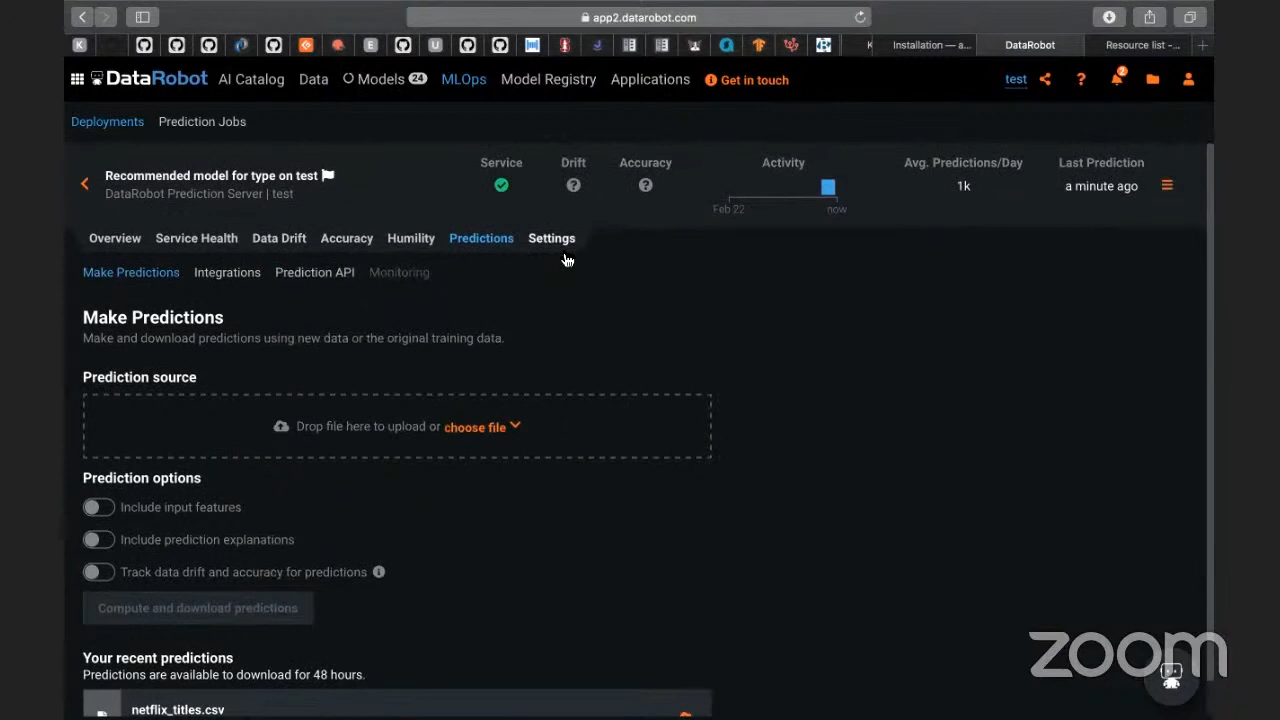 app2.datarobot.com
K
E
U
K
Installation — a...
DataRobot
Resource list -...
DataRobot
AI Catalog
Data
Models 24
MLOps
Model Registry
Applications
Get in touch
test
?
2
Deployments
Prediction Jobs
Recommended model for type on test
DataRobot Prediction Server | test
Service
Drift
Accuracy
Activity
Avg. Predictions/Day
Last Prediction
?
?
Feb 22
now
1k
a minute ago
Overview
Service Health
Data Drift
Accuracy
Humility
Predictions
Settings
Make Predictions
Integrations
Prediction API
Monitoring
Make Predictions
Make and download predictions using new data or the original training data.
Prediction source
Drop file here to upload or choose file
Prediction options
Include input features
Include prediction explanations
Track data drift and accuracy for predictions
Compute and download predictions
Your recent predictions
Predictions are available to download for 48 hours.
netflix_titles.csv
zoom